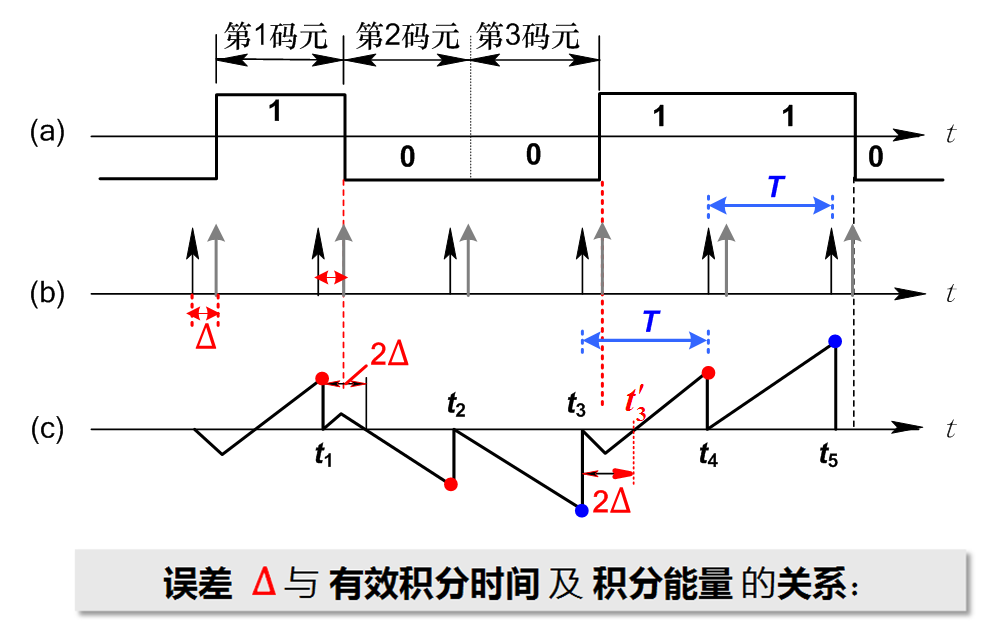 第1码元 第2码元 第3码元
(a) 1 0 0 1 1 0 t
T
(b) t
Δ
T
2Δ
(c) t1 t2 t3 t′3 t4 t5 t
2Δ
误差 Δ 与 有效积分时间 及 积分能量 的关系：